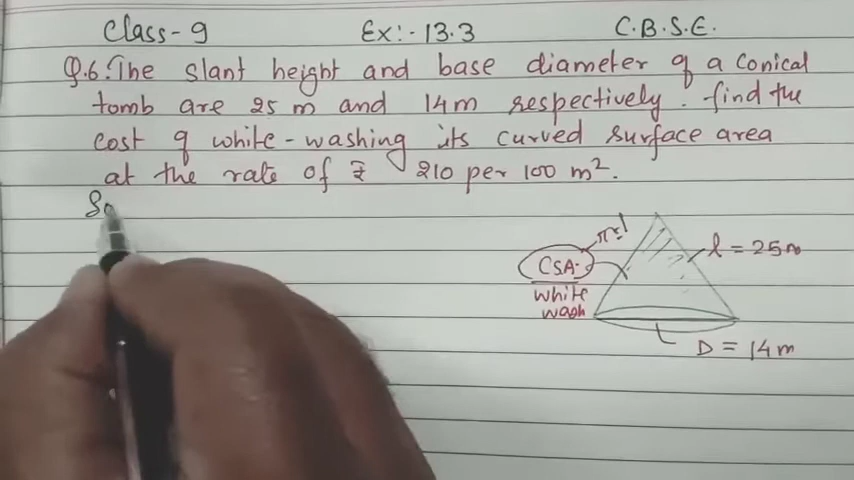 Class-9 Ex:-13.3 C.B.S.E.
Q.6. The slant height and base diameter of a conical
tomb are 25 m and 14m respectively. find the
cost of white-washing its curved surface area
at the rate of ₹ 210 per 100 m².
So
πrl
l = 25m
CSA
white
wash
D = 14m